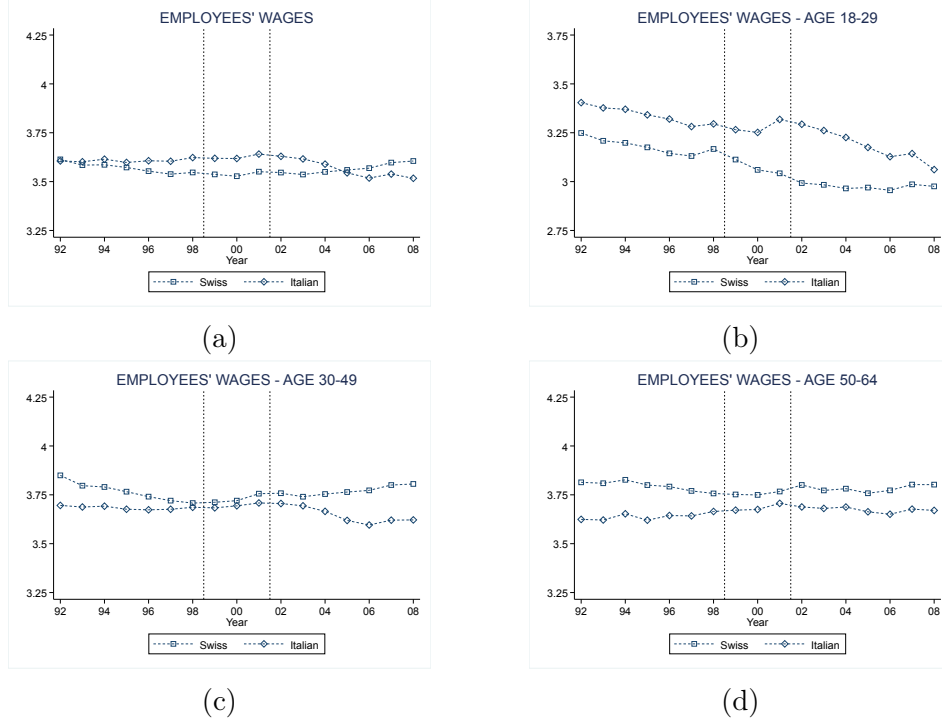 EMPLOYEES' WAGES
4.25
4
3.75
3.5
3.25
92 94 96 98 00 02 04 06 08
Year
Swiss Italian
(a)
EMPLOYEES' WAGES - AGE 18-29
3.75
3.5
3.25
3
2.75
92 94 96 98 00 02 04 06 08
Year
Swiss Italian
(b)
EMPLOYEES' WAGES - AGE 30-49
4.25
4
3.75
3.5
3.25
92 94 96 98 00 02 04 06 08
Year
Swiss Italian
(c)
EMPLOYEES' WAGES - AGE 50-64
4.25
4
3.75
3.5
3.25
92 94 96 98 00 02 04 06 08
Year
Swiss Italian
(d)